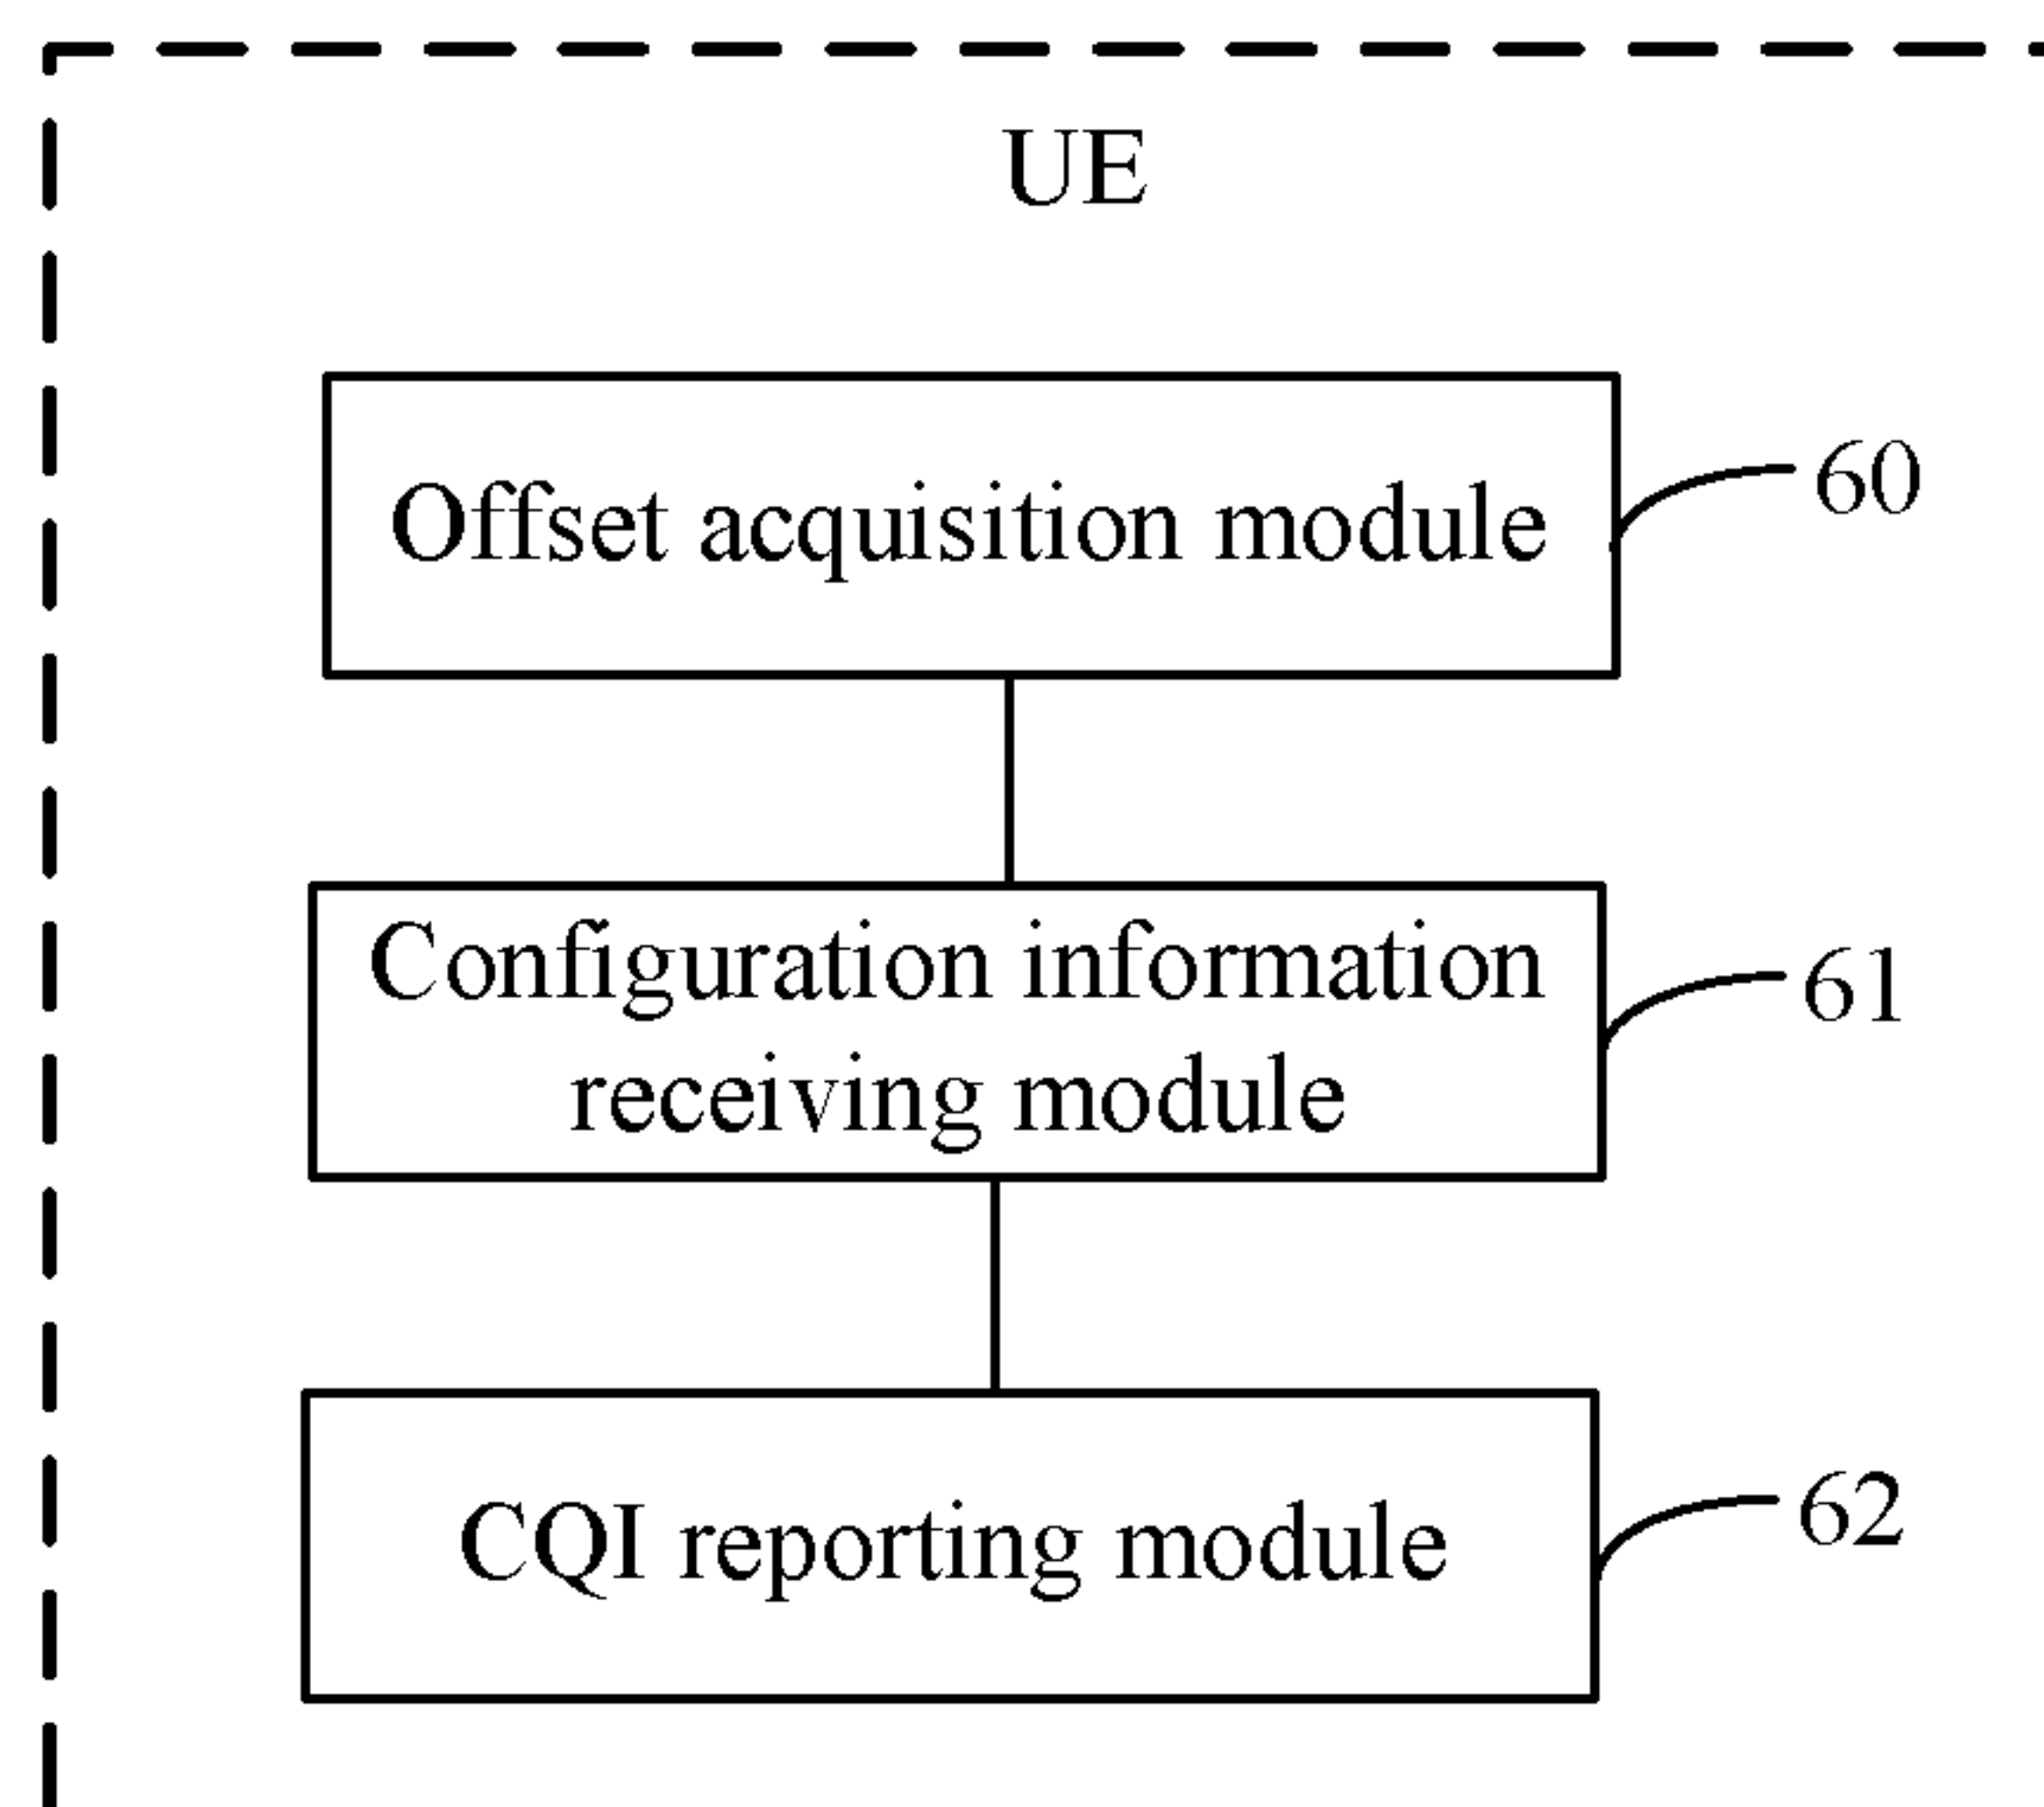 UE
Offset acquisition module
60
Configuration information
receiving module
61
CQI reporting module
62